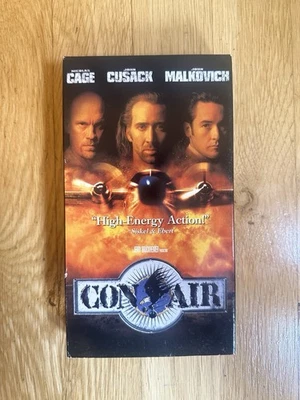 CAGE CUSACK MALKOVICH
"High-Energy Action!"
-Siskel & Ebert-
CON AIR